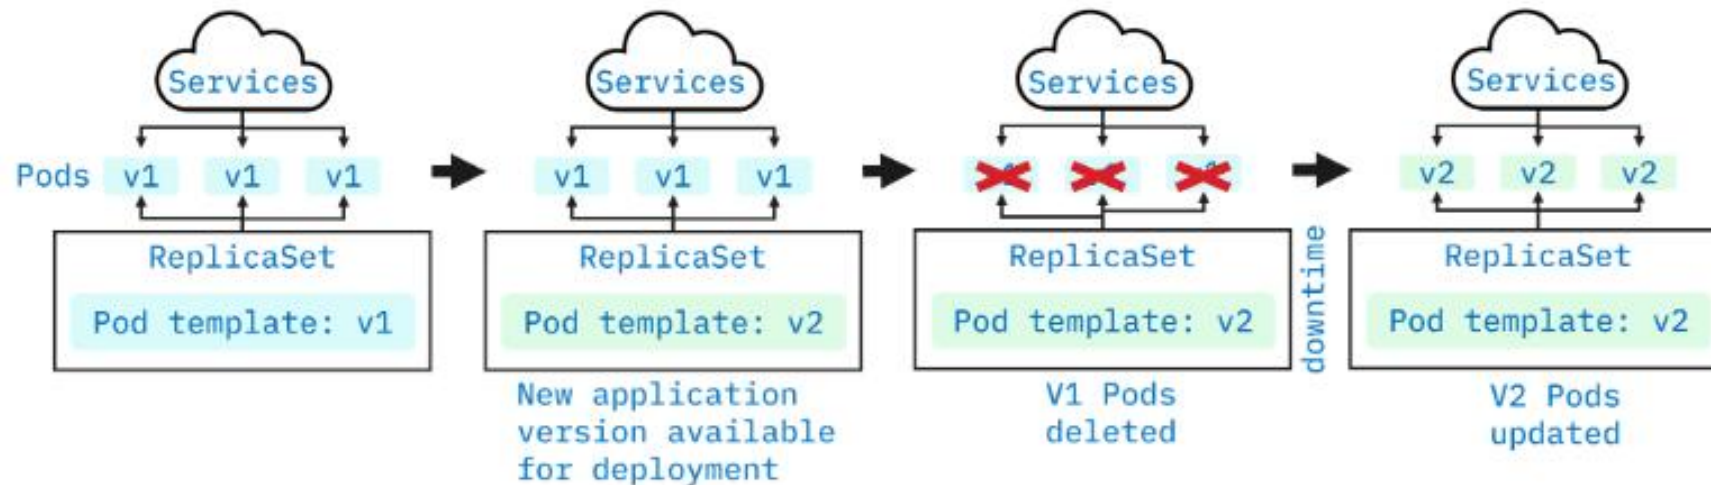 Services
Services
Services
Services
Pods v1 v1 v1
v1 v1 v1
v2 v2 v2
ReplicaSet
Pod template: v1
ReplicaSet
Pod template: v2
New application
version available
for deployment
ReplicaSet
Pod template: v2
V1 Pods
deleted
downtime
ReplicaSet
Pod template: v2
V2 Pods
updated